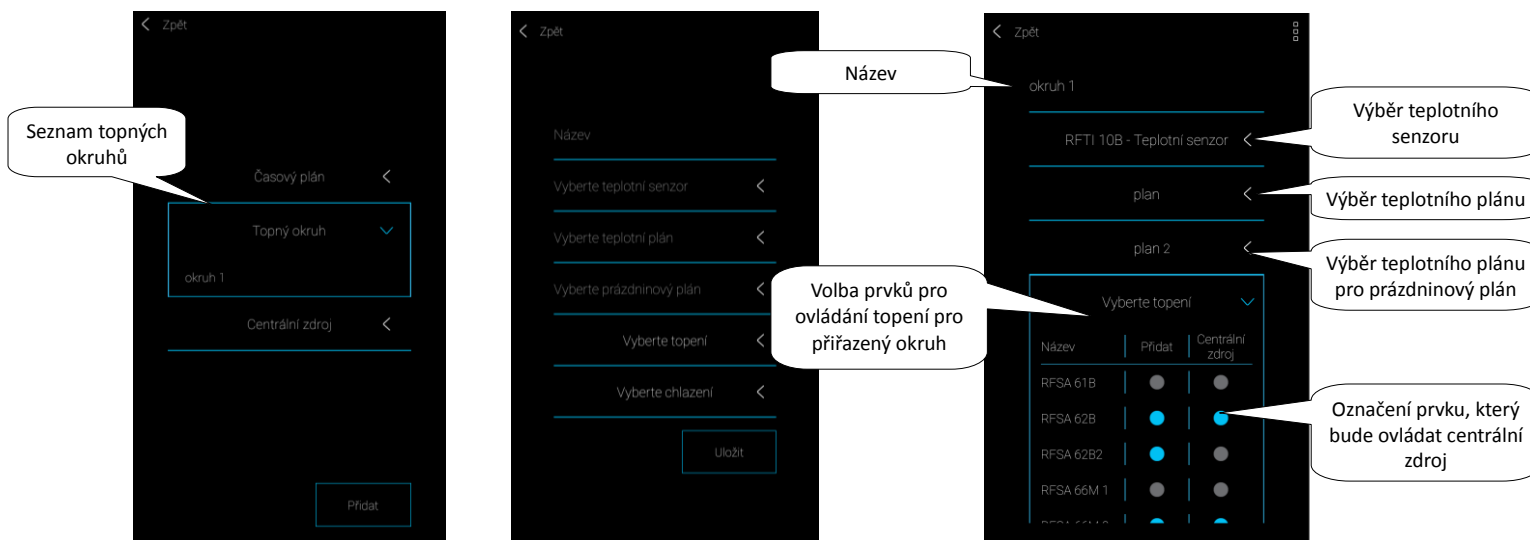 Zpět
Seznam topných
okruhů
Časový plán
Topný okruh
okruh 1
Centrální zdroj
Přidat
Zpět
Název
Vyberte teplotní senzor
Vyberte teplotní plán
Vyberte prázdninový plán
Vyberte topení
Vyberte chlazení
Uložit
Zpět
Název
okruh 1
RFTI 10B - Teplotní senzor
Výběr teplotního
senzoru
plan
Výběr teplotního plánu
plan 2
Výběr teplotního plánu
pro prázdninový plán
Volba prvků pro
ovládání topení pro
přiřazený okruh
Vyberte topení
Název
Přidat
Centrální
zdroj
RFSA 61B
RFSA 62B
RFSA 62B2
RFSA 66M 1
Označení prvku, který
bude ovládat centrální
zdroj